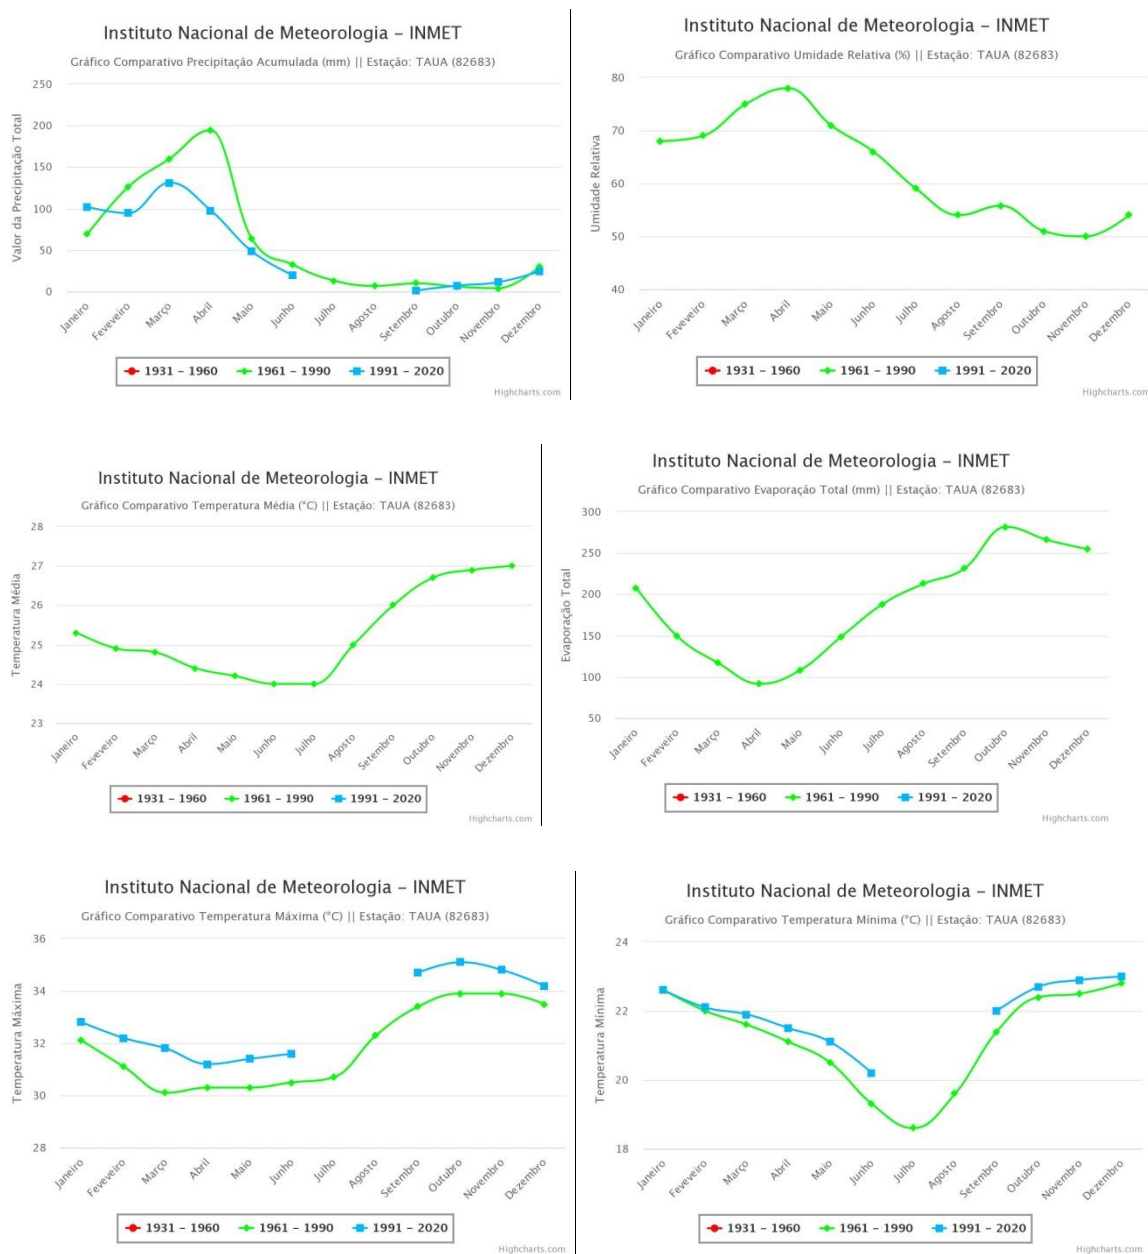 Instituto Nacional de Meteorologia – INMET
Gráfico Comparativo Precipitação Acumulada (mm) || Estação: TAUA (82683)
Valor da Precipitação Total
250
200
150
100
50
0
Janeiro
Feveveiro
Março
Abril
Maio
Junho
Julho
Agosto
Setembro
Outubro
Novembro
Dezembro
1931 – 1960 1961 – 1990 1991 – 2020
Highcharts.com
Instituto Nacional de Meteorologia – INMET
Gráfico Comparativo Umidade Relativa (%) || Estação: TAUA (82683)
Umidade Relativa
80
70
60
50
40
Janeiro
Feveveiro
Março
Abril
Maio
Junho
Julho
Agosto
Setembro
Outubro
Novembro
Dezembro
1931 – 1960 1961 – 1990 1991 – 2020
Highcharts.com
Instituto Nacional de Meteorologia – INMET
Gráfico Comparativo Temperatura Média (°C) || Estação: TAUA (82683)
Temperatura Média
28
27
26
25
24
23
Janeiro
Feveveiro
Março
Abril
Maio
Junho
Julho
Agosto
Setembro
Outubro
Novembro
Dezembro
1931 – 1960 1961 – 1990 1991 – 2020
Highcharts.com
Instituto Nacional de Meteorologia – INMET
Gráfico Comparativo Evaporação Total (mm) || Estação: TAUA (82683)
Evaporação Total
300
250
200
150
100
50
Janeiro
Feveveiro
Março
Abril
Maio
Junho
Julho
Agosto
Setembro
Outubro
Novembro
Dezembro
1931 – 1960 1961 – 1990 1991 – 2020
Highcharts.com
Instituto Nacional de Meteorologia – INMET
Gráfico Comparativo Temperatura Máxima (°C) || Estação: TAUA (82683)
Temperatura Máxima
36
34
32
30
28
Janeiro
Feveveiro
Março
Abril
Maio
Junho
Julho
Agosto
Setembro
Outubro
Novembro
Dezembro
1931 – 1960 1961 – 1990 1991 – 2020
Highcharts.com
Instituto Nacional de Meteorologia – INMET
Gráfico Comparativo Temperatura Mínima (°C) || Estação: TAUA (82683)
Temperatura Mínima
24
22
20
18
Janeiro
Feveveiro
Março
Abril
Maio
Junho
Julho
Agosto
Setembro
Outubro
Novembro
Dezembro
1931 – 1960 1961 – 1990 1991 – 2020
Highcharts.com